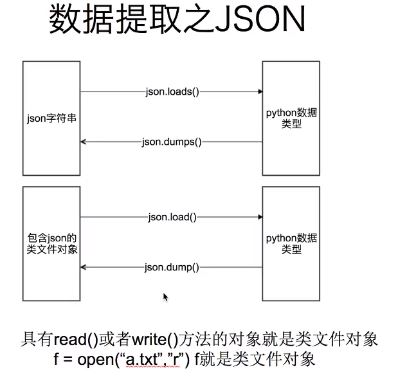 数据提取之JSON
json字符串
json.loads()
json.dumps()
python数据
类型
包含json的
类文件对象
json.load()
json.dump()
python数据
类型
具有read()或者write()方法的对象就是类文件对象
f = open(“a.txt”,”r”) f就是类文件对象